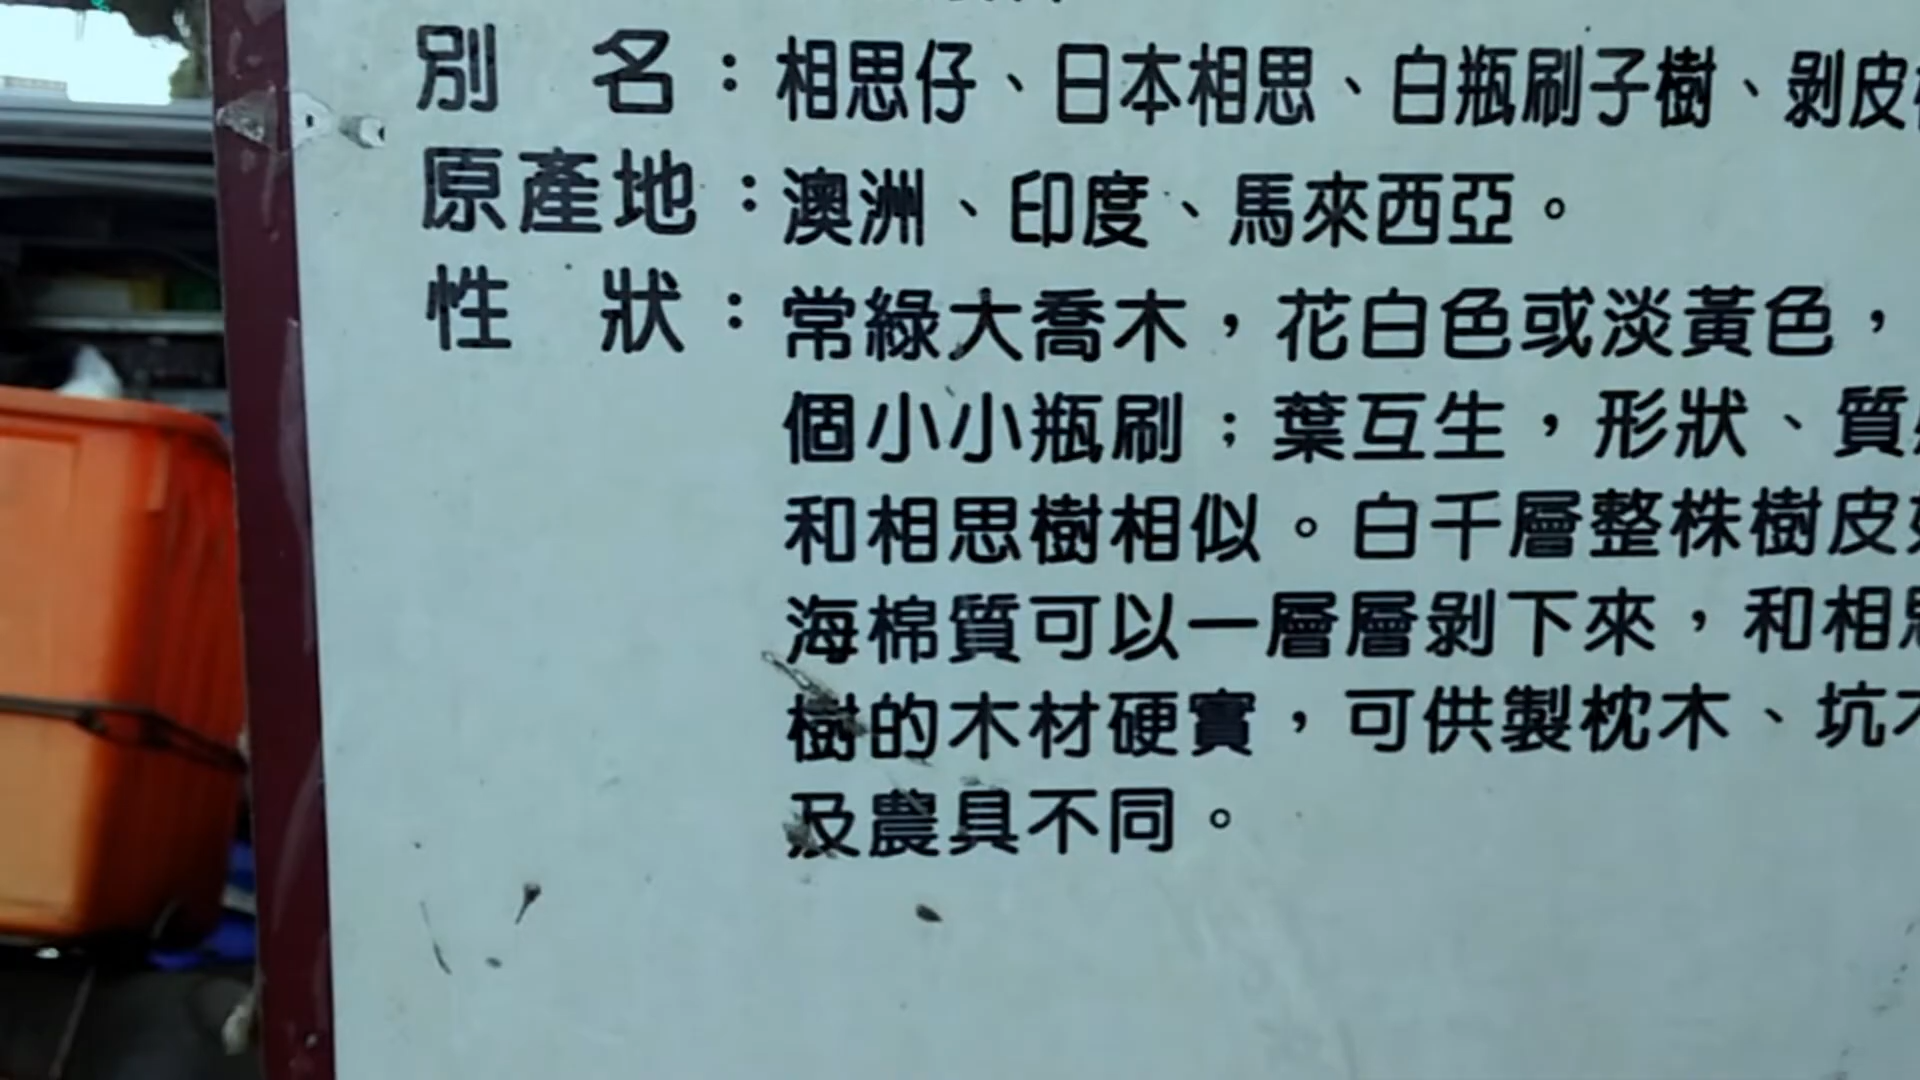 別名：相思仔、日本相思、白瓶刷子樹、剝皮
原產地：澳洲、印度、馬來西亞。
性狀：常綠大喬木，花白色或淡黃色，
個小小瓶刷；葉互生，形狀、質
和相思樹相似。白千層整株樹皮
海棉質可以一層層剝下來，和相思
樹的木材硬實，可供製枕木、坑木
及農具不同。